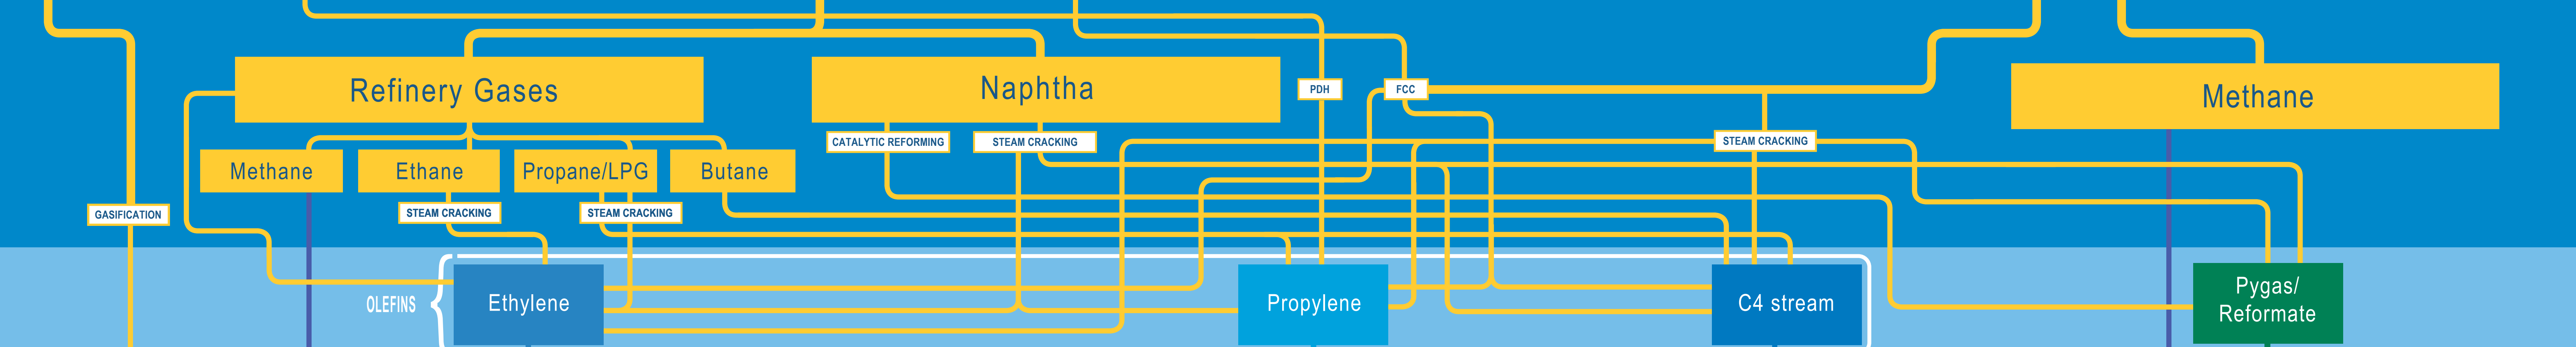 Refinery Gases
Naphtha
PDH
FCC
Methane
CATALYTIC REFORMING
STEAM CRACKING
STEAM CRACKING
Methane
Ethane
Propane/LPG
Butane
GASIFICATION
STEAM CRACKING
STEAM CRACKING
OLEFINS
Ethylene
Propylene
C4 stream
Pygas/
Reformate